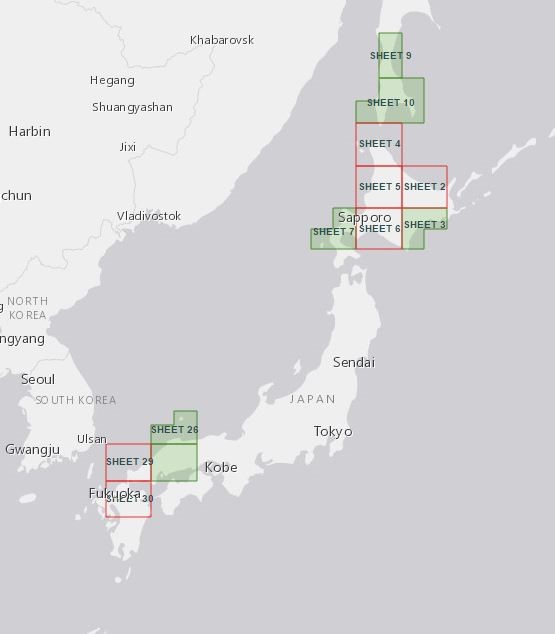 Khabarovsk
SHEET 9
Hegang
SHEET 10
Shuangyashan
Harbin
SHEET 4
Jixi
SHEET 5
SHEET 2
chun
Vladivostok
Sapporo
SHEET 7
SHEET 6
SHEET 3
NORTH
KOREA
g
ngyang
Sendai
Seoul
SOUTH KOREA
JAPAN
SHEET 26
Tokyo
Ulsan
Gwangju
SHEET 29
Kobe
Fukuoka
SHEET 30